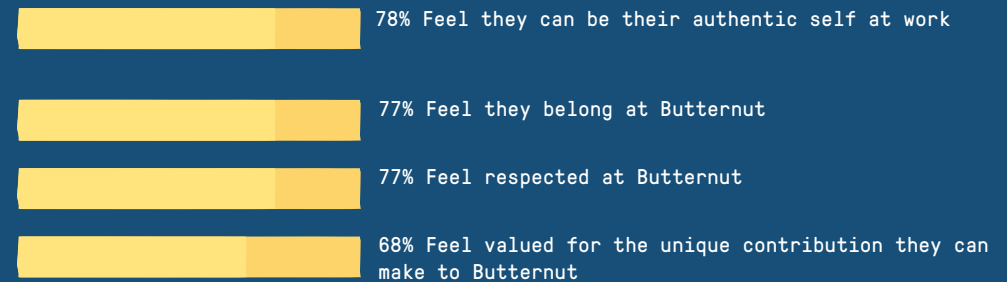 78% Feel they can be their authentic self at work
77% Feel they belong at Butternut
77% Feel respected at Butternut
68% Feel valued for the unique contribution they can
make to Butternut